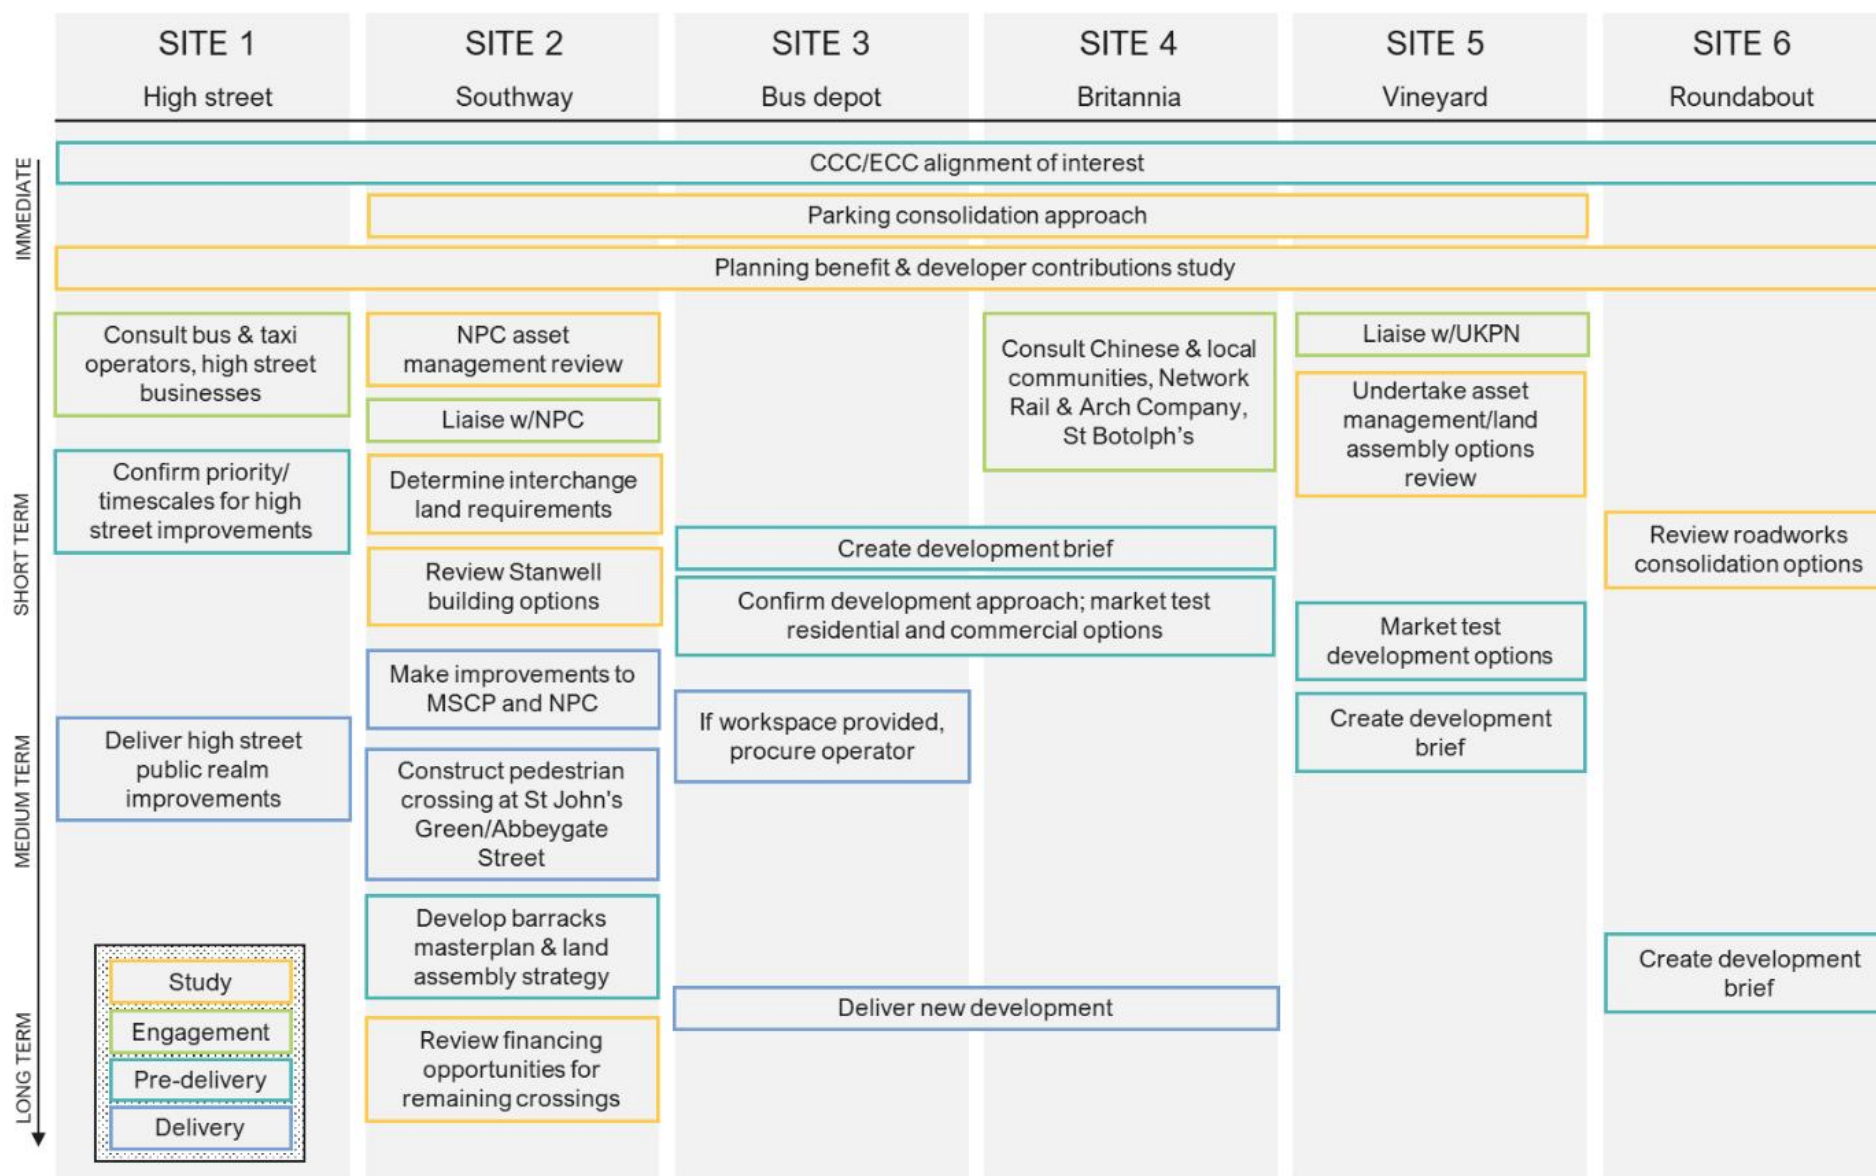 SITE 1
High street
SITE 2
Southway
SITE 3
Bus depot
SITE 4
Britannia
SITE 5
Vineyard
SITE 6
Roundabout
IMMEDIATE
SHORT TERM
MEDIUM TERM
LONG TERM
CCC/ECC alignment of interest
Parking consolidation approach
Planning benefit & developer contributions study
Consult bus & taxi
operators, high street
businesses
Confirm priority/
timescales for high
street improvements
Deliver high street
public realm
improvements
NPC asset
management review
Liaise w/NPC
Determine interchange
land requirements
Review Stanwell
building options
Make improvements to
MSCP and NPC
Construct pedestrian
crossing at St John's
Green/Abbeygate
Street
Develop barracks
masterplan & land
assembly strategy
Review financing
opportunities for
remaining crossings
Consult Chinese & local
communities, Network
Rail & Arch Company,
St Botolph's
Create development brief
Confirm development approach; market test
residential and commercial options
If workspace provided,
procure operator
Deliver new development
Liaise w/UKPN
Undertake asset
management/land
assembly options
review
Market test
development options
Create development
brief
Review roadworks
consolidation options
Create development
brief
Study
Engagement
Pre-delivery
Delivery